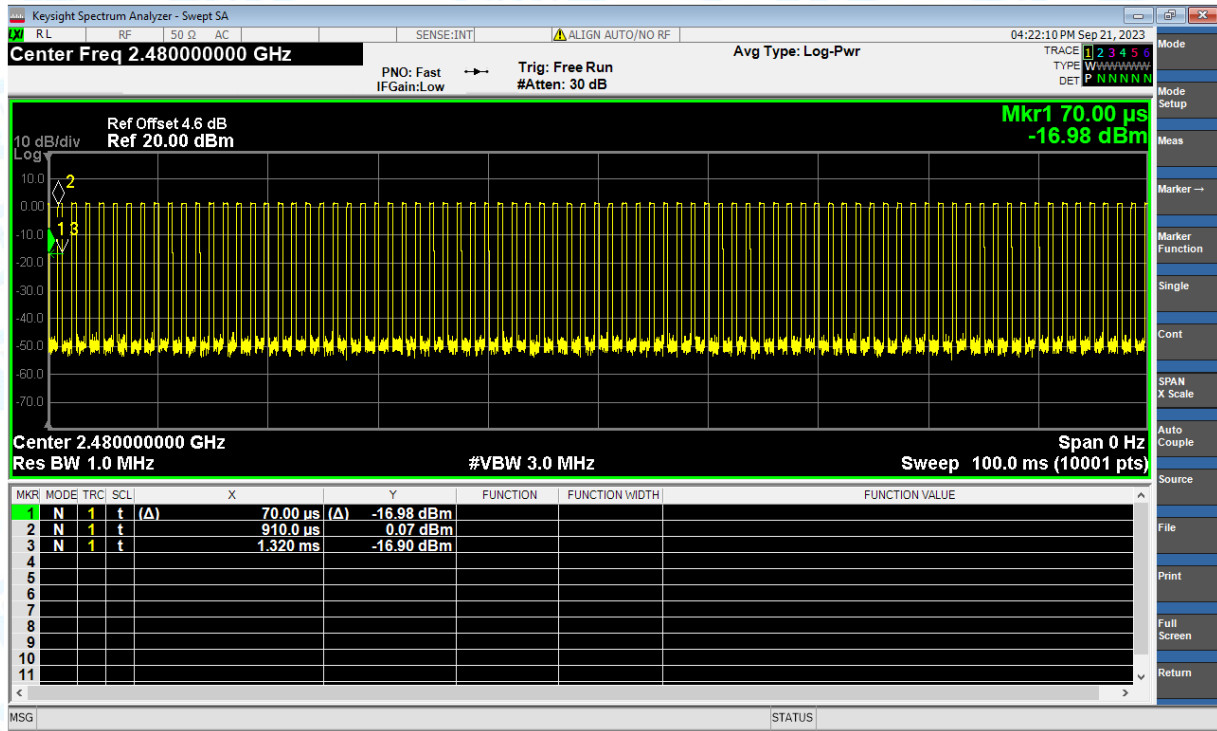 Keysight Spectrum Analyzer - Swept SA
LXI RL RF 50 Ω AC SENSE:INT ALIGN AUTO/NO RF 04:22:10 PM Sep 21, 2023
Center Freq 2.480000000 GHz
Avg Type: Log-Pwr
TRACE 1 2 3 4 5 6
TYPE WWWWWW
DET P N N N N N
PNO: Fast
IFGain:Low
Trig: Free Run
#Atten: 30 dB
Mkr1 70.00 µs
-16.98 dBm
Ref Offset 4.6 dB
10 dB/div Ref 20.00 dBm
Log
10.0
0.00
-10.0
-20.0
-30.0
-40.0
-50.0
-60.0
-70.0
2
1 3
Center 2.480000000 GHz Span 0 Hz
Res BW 1.0 MHz #VBW 3.0 MHz Sweep 100.0 ms (10001 pts)
MKR MODE TRC SCL X Y FUNCTION FUNCTION WIDTH FUNCTION VALUE
1 N 1 t (Δ) 70.00 µs (Δ) -16.98 dBm
2 N 1 t 910.0 µs 0.07 dBm
3 N 1 t 1.320 ms -16.90 dBm
4
5
6
7
8
9
10
11
MSG STATUS
Mode
Mode
Setup
Meas
Marker →
Marker
Function
Single
Cont
SPAN
X Scale
Auto
Couple
Source
File
Print
Full
Screen
Return